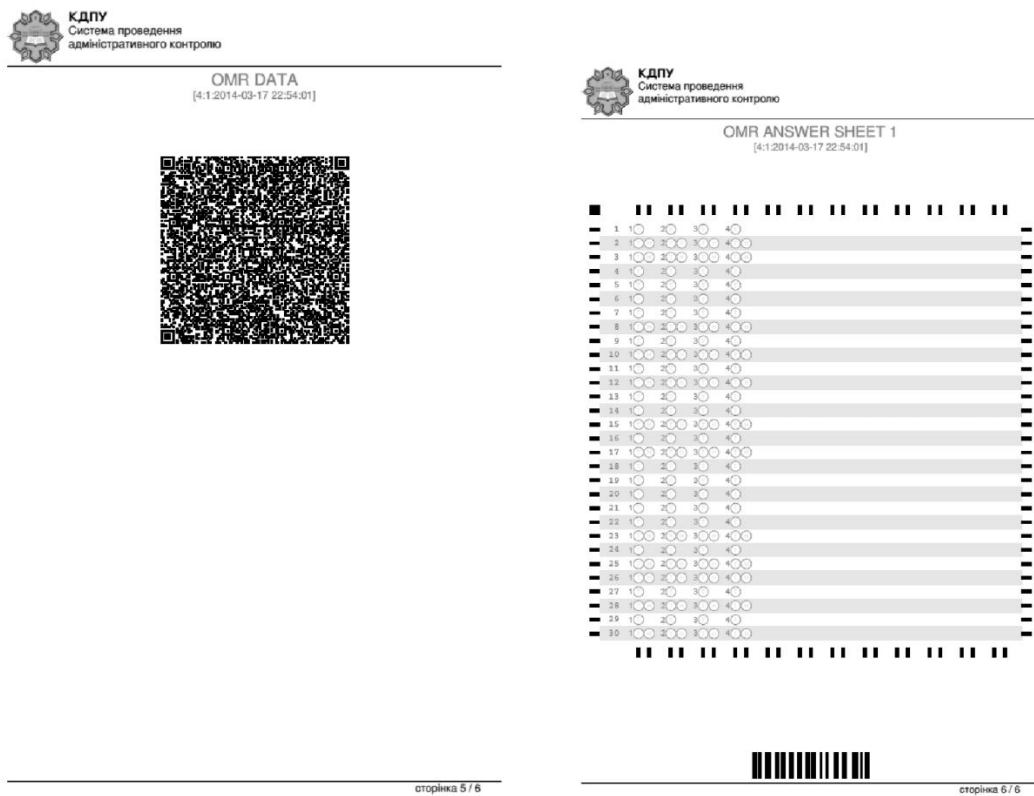 КДПУ
Система проведення
адміністративного контролю
OMR DATA
[4:1:2014-03-17 22:54:01]
сторінка 5 / 6
КДПУ
Система проведення
адміністративного контролю
OMR ANSWER SHEET 1
[4:1:2014-03-17 22:54:01]
1 1 2 3 4
2 1 2 3 4
3 1 2 3 4
4 1 2 3 4
5 1 2 3 4
6 1 2 3 4
7 1 2 3 4
8 1 2 3 4
9 1 2 3 4
10 1 2 3 4
11 1 2 3 4
12 1 2 3 4
13 1 2 3 4
14 1 2 3 4
15 1 2 3 4
16 1 2 3 4
17 1 2 3 4
18 1 2 3 4
19 1 2 3 4
20 1 2 3 4
21 1 2 3 4
22 1 2 3 4
23 1 2 3 4
24 1 2 3 4
25 1 2 3 4
26 1 2 3 4
27 1 2 3 4
28 1 2 3 4
29 1 2 3 4
30 1 2 3 4
сторінка 6 / 6